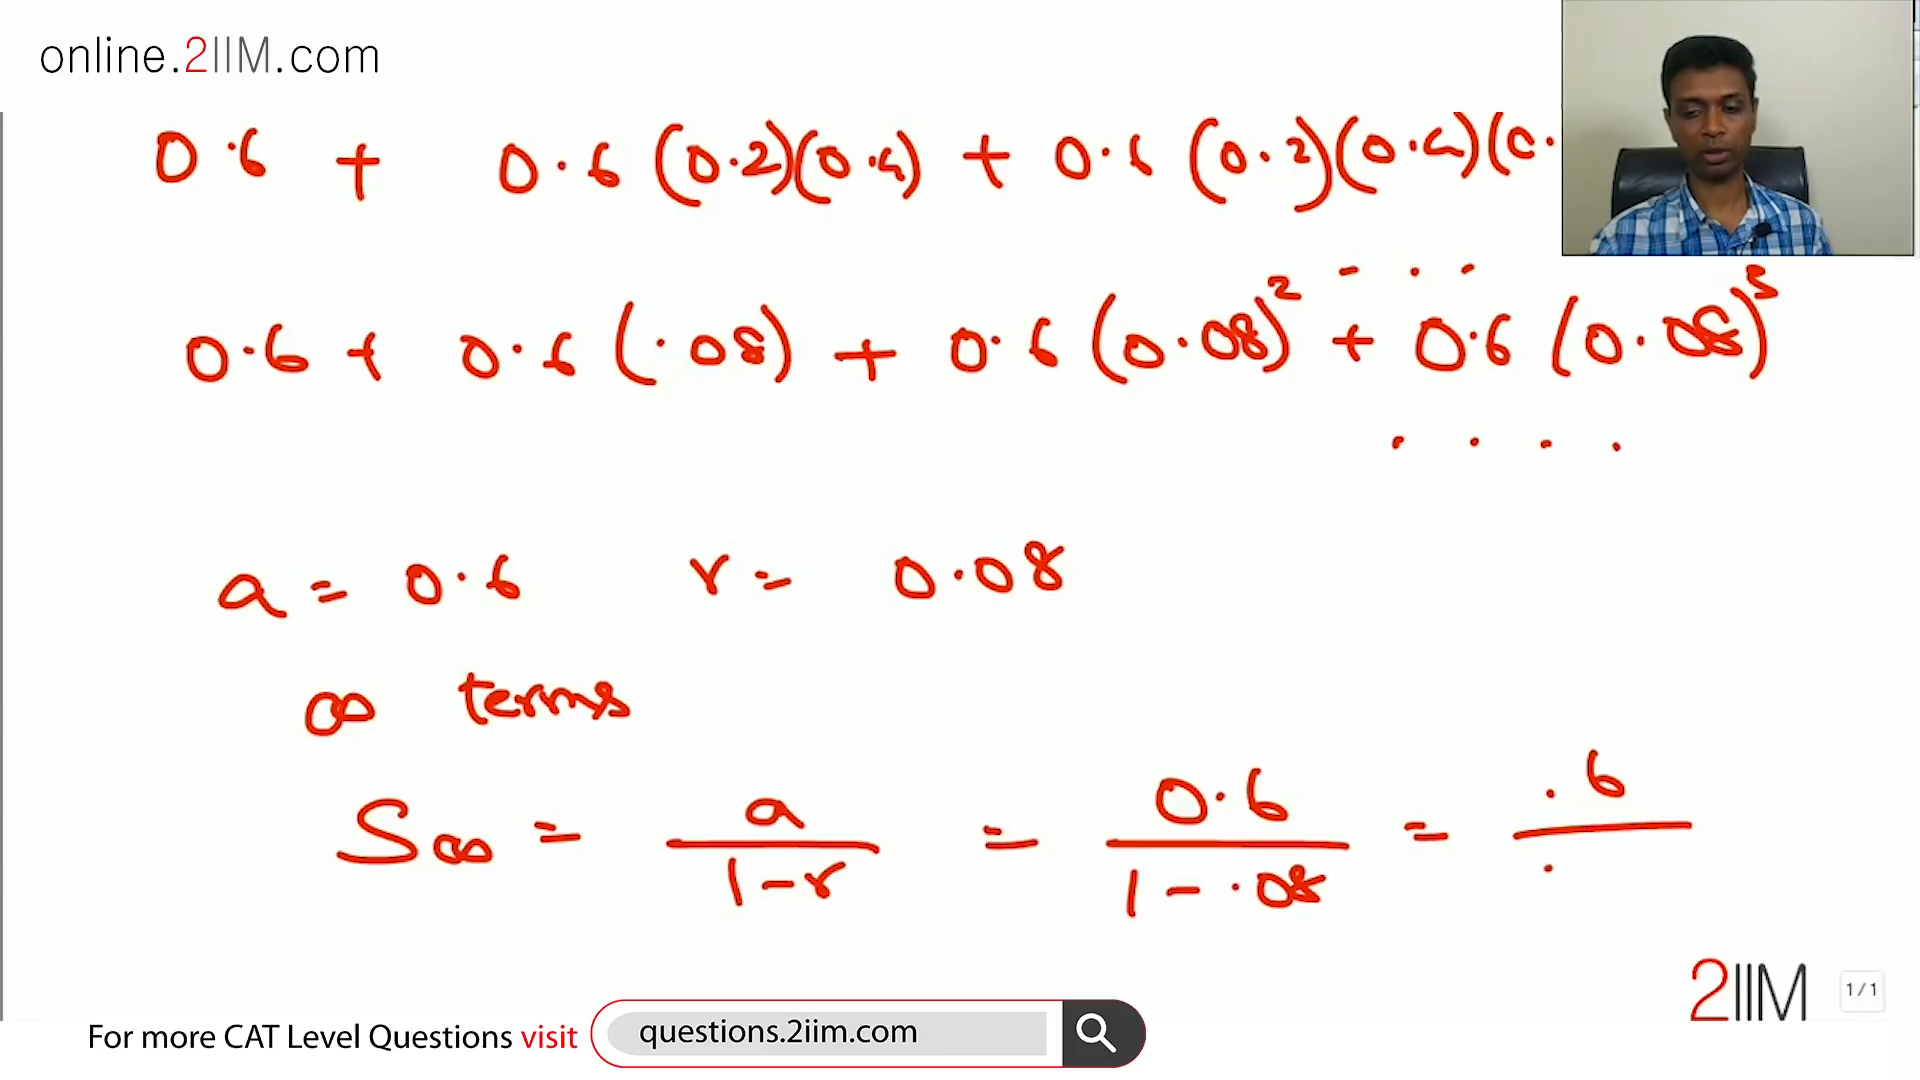 online.2IIM.com
0.6 + 0.6 (0.2)(0.4) + 0.6 (0.2)(0.4)(0.
. . .
0.6 + 0.6 (.08) + 0.6 (0.08)² + 0.6 (0.08)³
. . . .
a = 0.6 r = 0.08
∞ terms
S∞ = a/(1-r) = 0.6/(1-.08) = .6/.
2IIM 1/1
For more CAT Level Questions visit questions.2iim.com